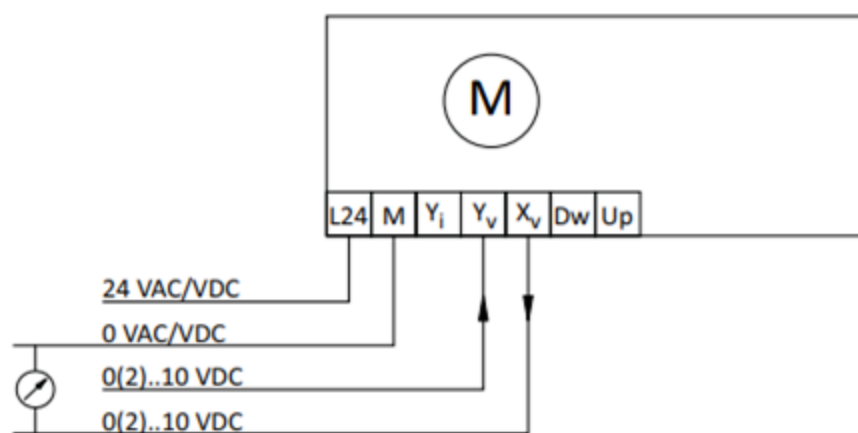 M
L24 M Yi Yv Xv Dw Up
24 VAC/VDC
0 VAC/VDC
0(2)..10 VDC
0(2)..10 VDC